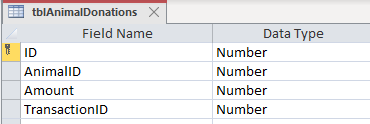 tblAnimalDonations
Field Name Data Type
ID Number
AnimalID Number
Amount Number
TransactionID Number